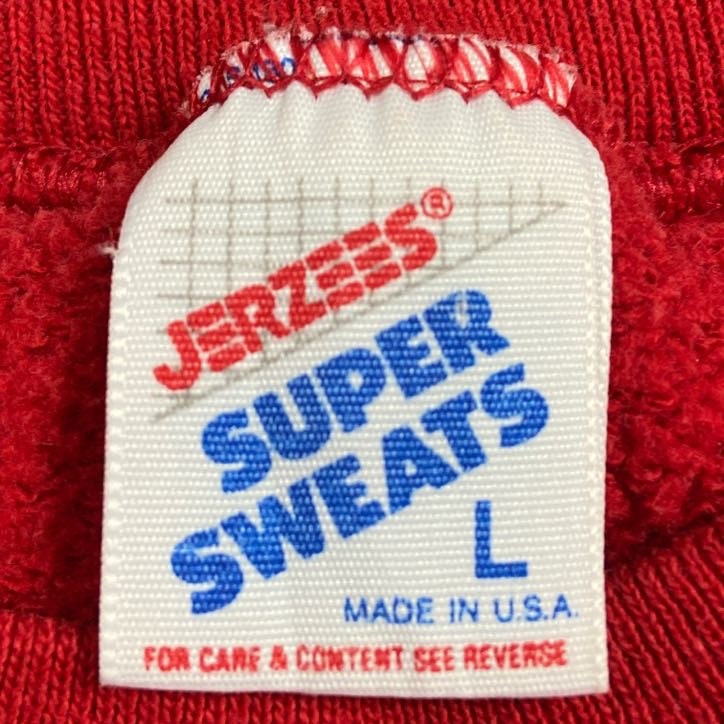 JERZEES®
SUPER
SWEATS
L
MADE IN U.S.A.
FOR CARE & CONTENT SEE REVERSE